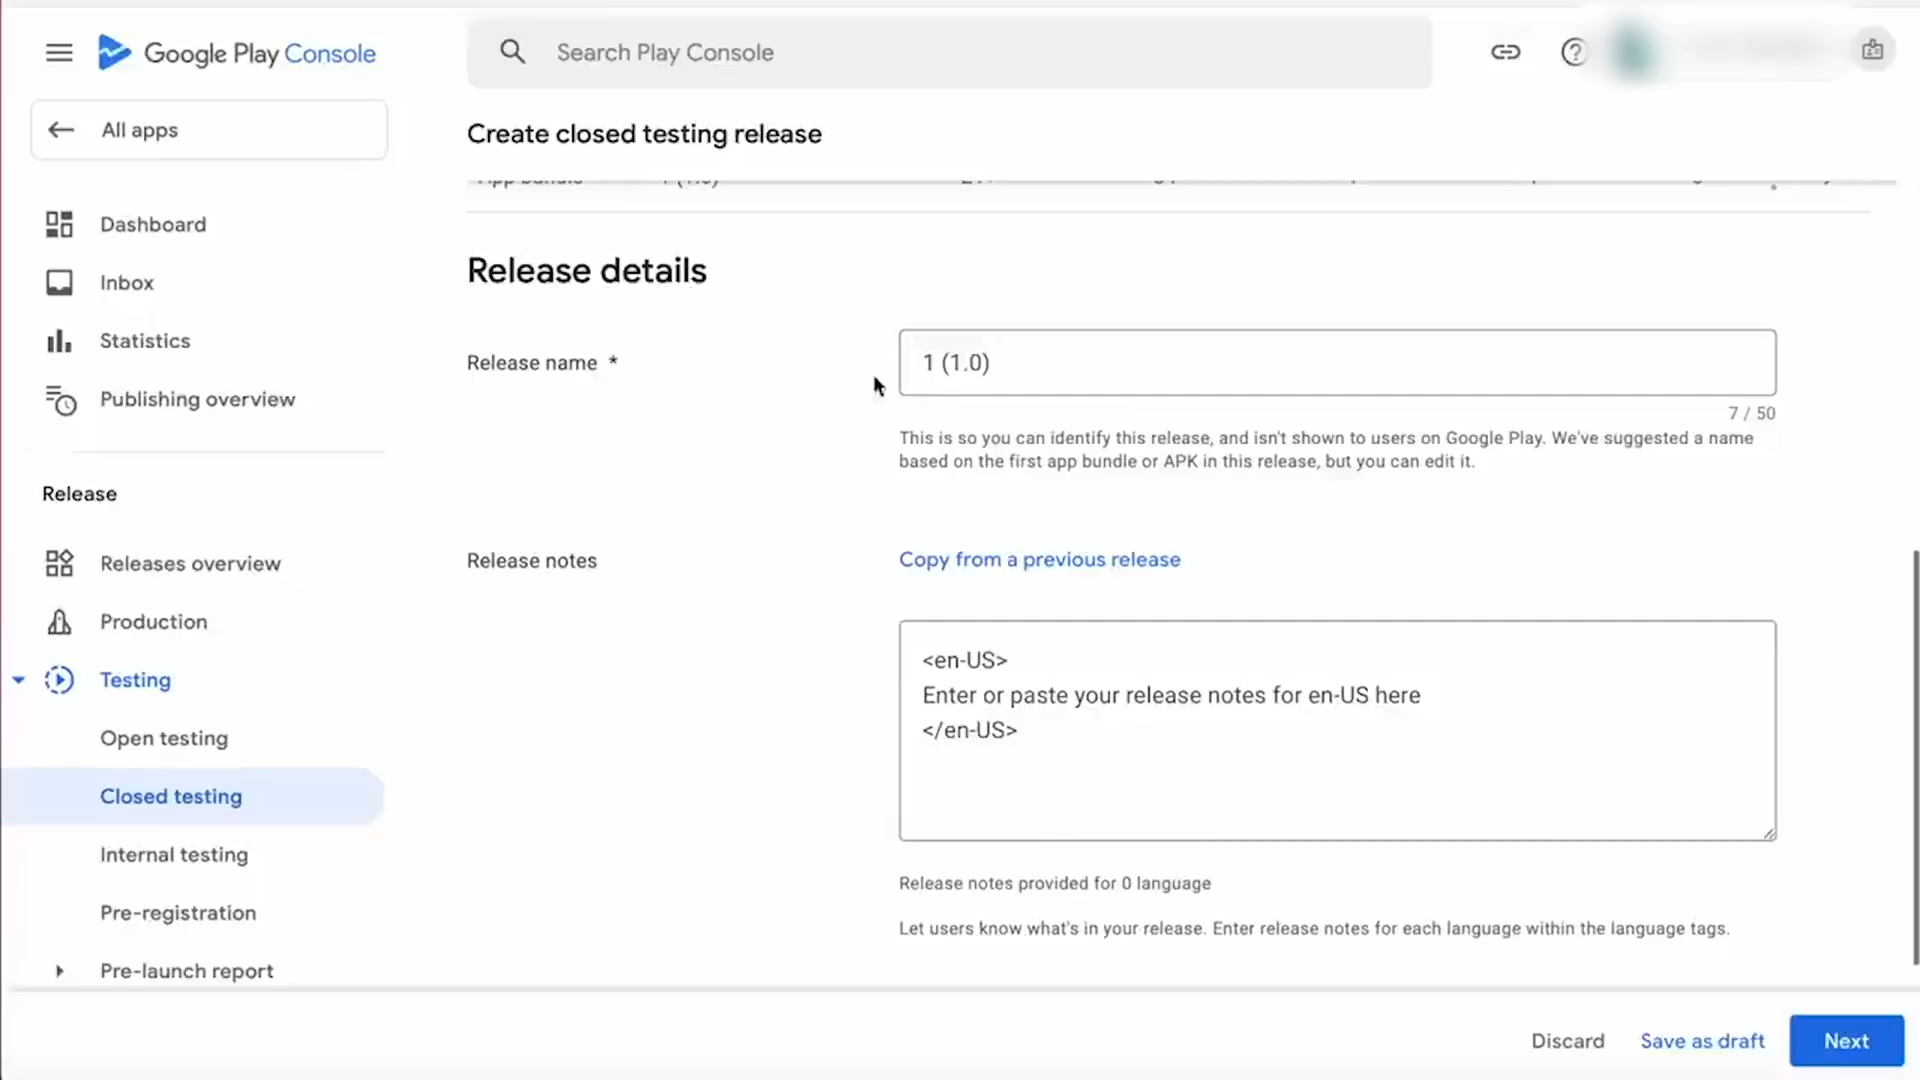 Google Play Console
Search Play Console
All apps
Create closed testing release
Dashboard
Inbox
Statistics
Publishing overview
Release
Releases overview
Production
Testing
Open testing
Closed testing
Internal testing
Pre-registration
Pre-launch report
Release details
Release name *
1 (1.0)
7 / 50
This is so you can identify this release, and isn't shown to users on Google Play. We've suggested a name
based on the first app bundle or APK in this release, but you can edit it.
Release notes
Copy from a previous release
<en-US>
Enter or paste your release notes for en-US here
</en-US>
Release notes provided for 0 language
Let users know what's in your release. Enter release notes for each language within the language tags.
Discard
Save as draft
Next